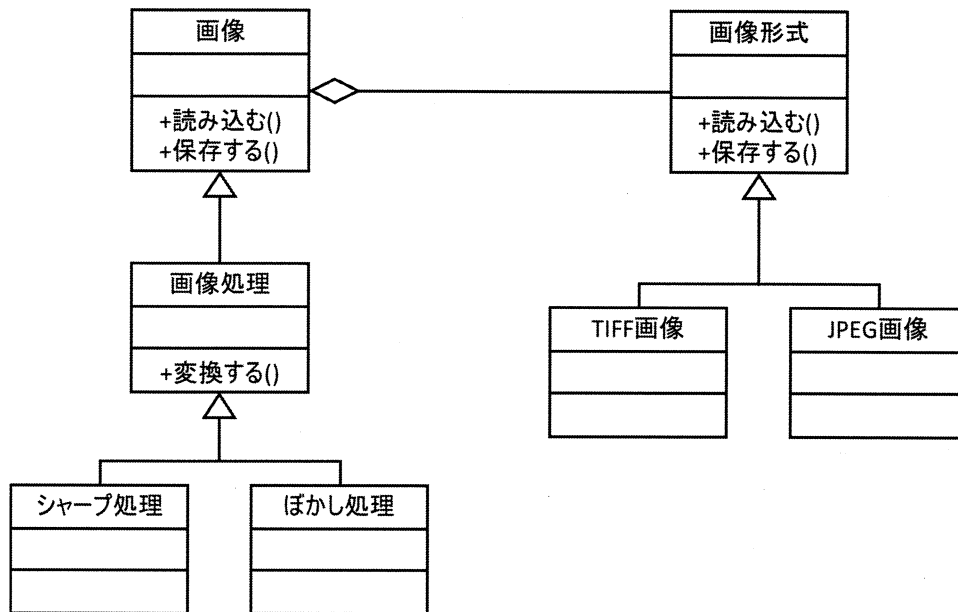 画像
+読み込む()
+保存する()
画像形式
+読み込む()
+保存する()
画像処理
+変換する()
TIFF画像
JPEG画像
シャープ処理
ぼかし処理